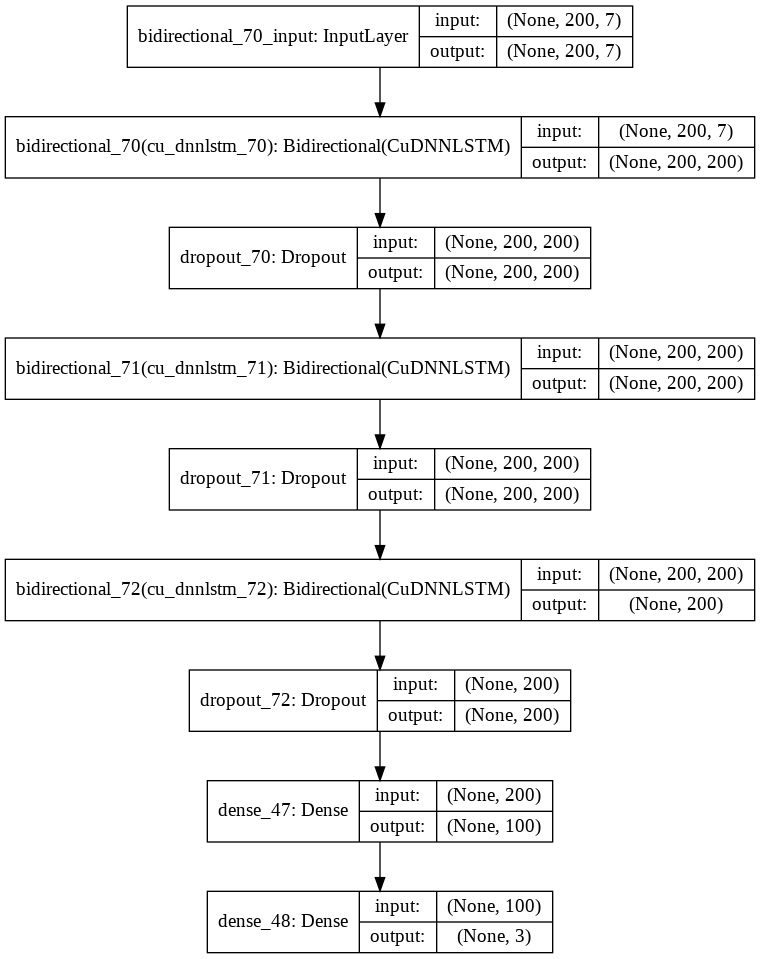 bidirectional_70_input: InputLayer
input: (None, 200, 7)
output: (None, 200, 7)
bidirectional_70(cu_dnnlstm_70): Bidirectional(CuDNNLSTM)
input: (None, 200, 7)
output: (None, 200, 200)
dropout_70: Dropout
input: (None, 200, 200)
output: (None, 200, 200)
bidirectional_71(cu_dnnlstm_71): Bidirectional(CuDNNLSTM)
input: (None, 200, 200)
output: (None, 200, 200)
dropout_71: Dropout
input: (None, 200, 200)
output: (None, 200, 200)
bidirectional_72(cu_dnnlstm_72): Bidirectional(CuDNNLSTM)
input: (None, 200, 200)
output: (None, 200)
dropout_72: Dropout
input: (None, 200)
output: (None, 200)
dense_47: Dense
input: (None, 200)
output: (None, 100)
dense_48: Dense
input: (None, 100)
output: (None, 3)